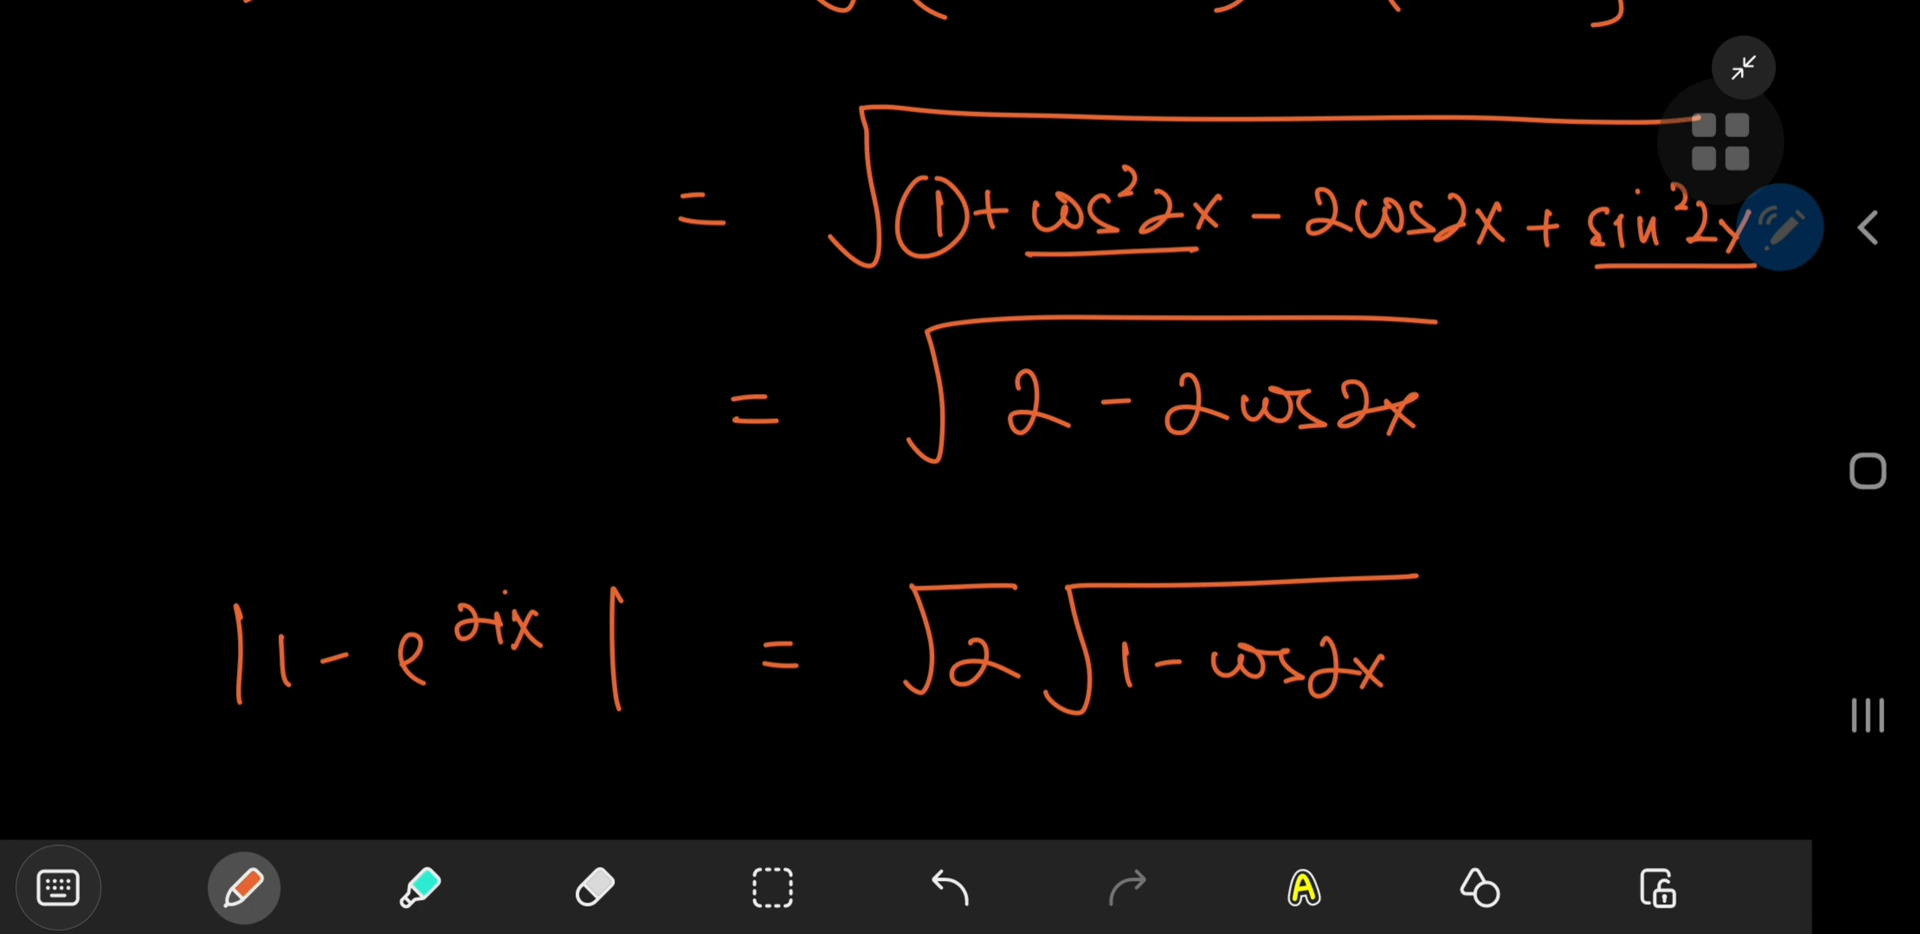 = √(1 + cos²2x − 2cos2x + sin²2x
= √(2 − 2cos2x)
|1 − e^{2ix}| = √2 √(1 − cos2x)
A